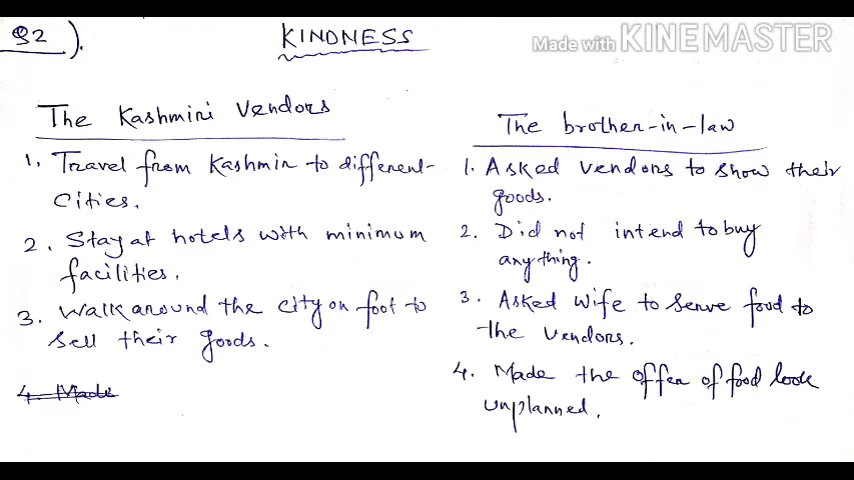 S2 ).
KINDNESS
Made with KINEMASTER
The Kashmiri Vendors
1. Travel from Kashmir to different-
Cities.
2. Stay at hotels with minimum
facilities.
3. Walk around the city on foot to
sell their goods.
4. Made
The brother-in-law
1. Asked vendors to show their
goods.
2. Did not intend to buy
anything.
3. Asked wife to serve food to
the vendors.
4. Made the offer of food look
unplanned.